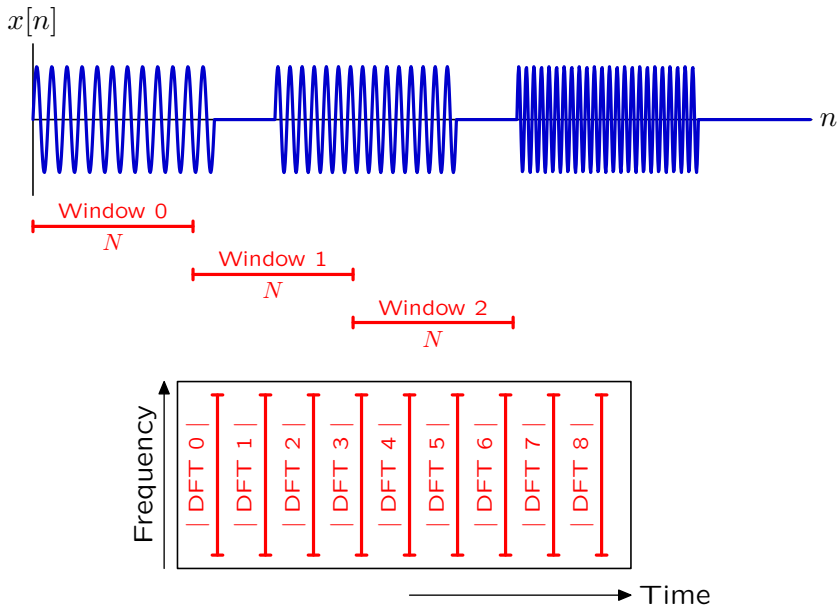 x[n]
n
Window 0
N
Window 1
N
Window 2
N
Frequency
| DFT 0 |
| DFT 1 |
| DFT 2 |
| DFT 3 |
| DFT 4 |
| DFT 5 |
| DFT 6 |
| DFT 7 |
| DFT 8 |
Time